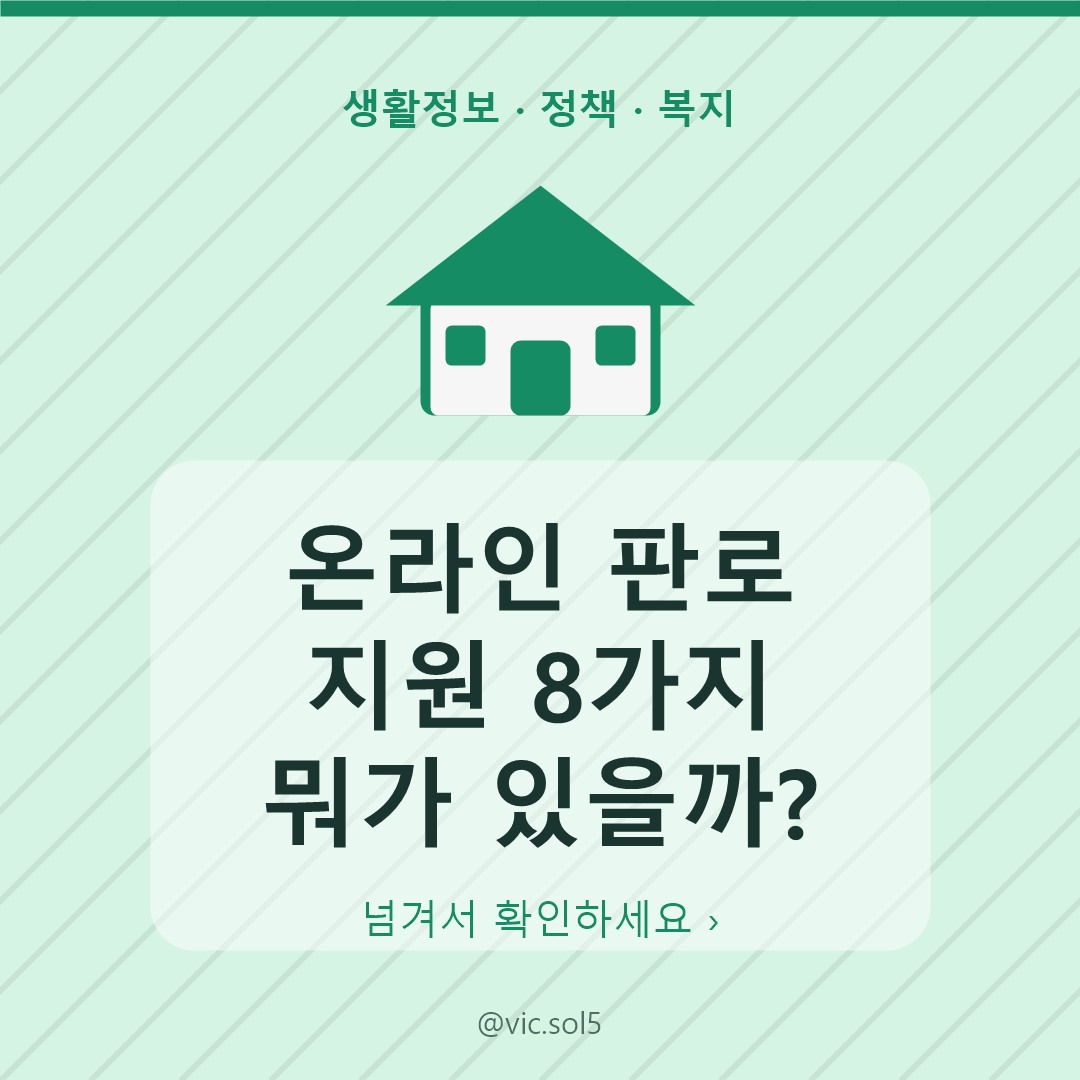 생활정보 · 정책 · 복지
온라인 판로
지원 8가지
뭐가 있을까?
넘겨서 확인하세요 ›
@vic.sol5